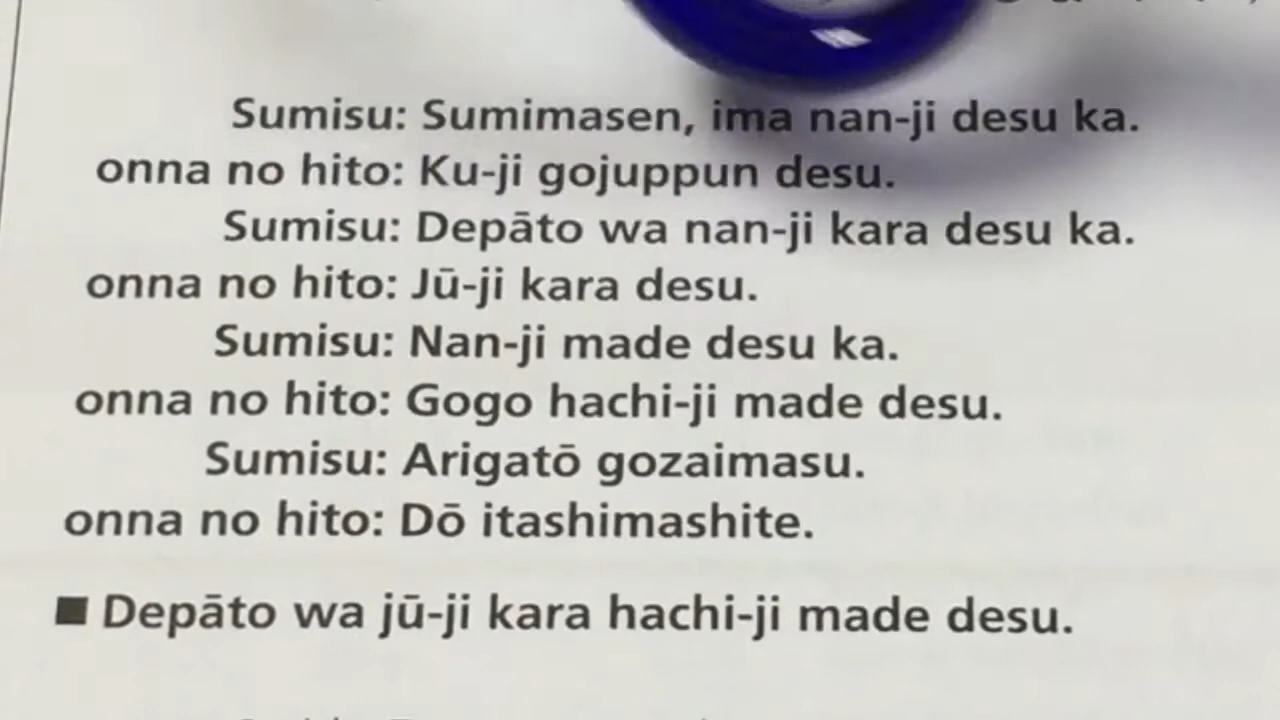 Sumisu: Sumimasen, ima nan-ji desu ka.
onna no hito: Ku-ji gojuppun desu.
Sumisu: Depāto wa nan-ji kara desu ka.
onna no hito: Jū-ji kara desu.
Sumisu: Nan-ji made desu ka.
onna no hito: Gogo hachi-ji made desu.
Sumisu: Arigatō gozaimasu.
onna no hito: Dō itashimashite.
■ Depāto wa jū-ji kara hachi-ji made desu.